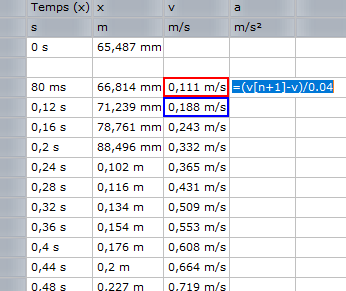 Temps (x) x v a
s m m/s m/s²
0 s 65,487 mm
80 ms 66,814 mm 0,111 m/s =(v[n+1]-v)/0.04
0,12 s 71,239 mm 0,188 m/s
0,16 s 78,761 mm 0,243 m/s
0,2 s 88,496 mm 0,332 m/s
0,24 s 0,102 m 0,365 m/s
0,28 s 0,116 m 0,431 m/s
0,32 s 0,134 m 0,509 m/s
0,36 s 0,154 m 0,553 m/s
0,4 s 0,176 m 0,608 m/s
0,44 s 0,2 m 0,664 m/s
0,48 s 0,227 m 0,719 m/s